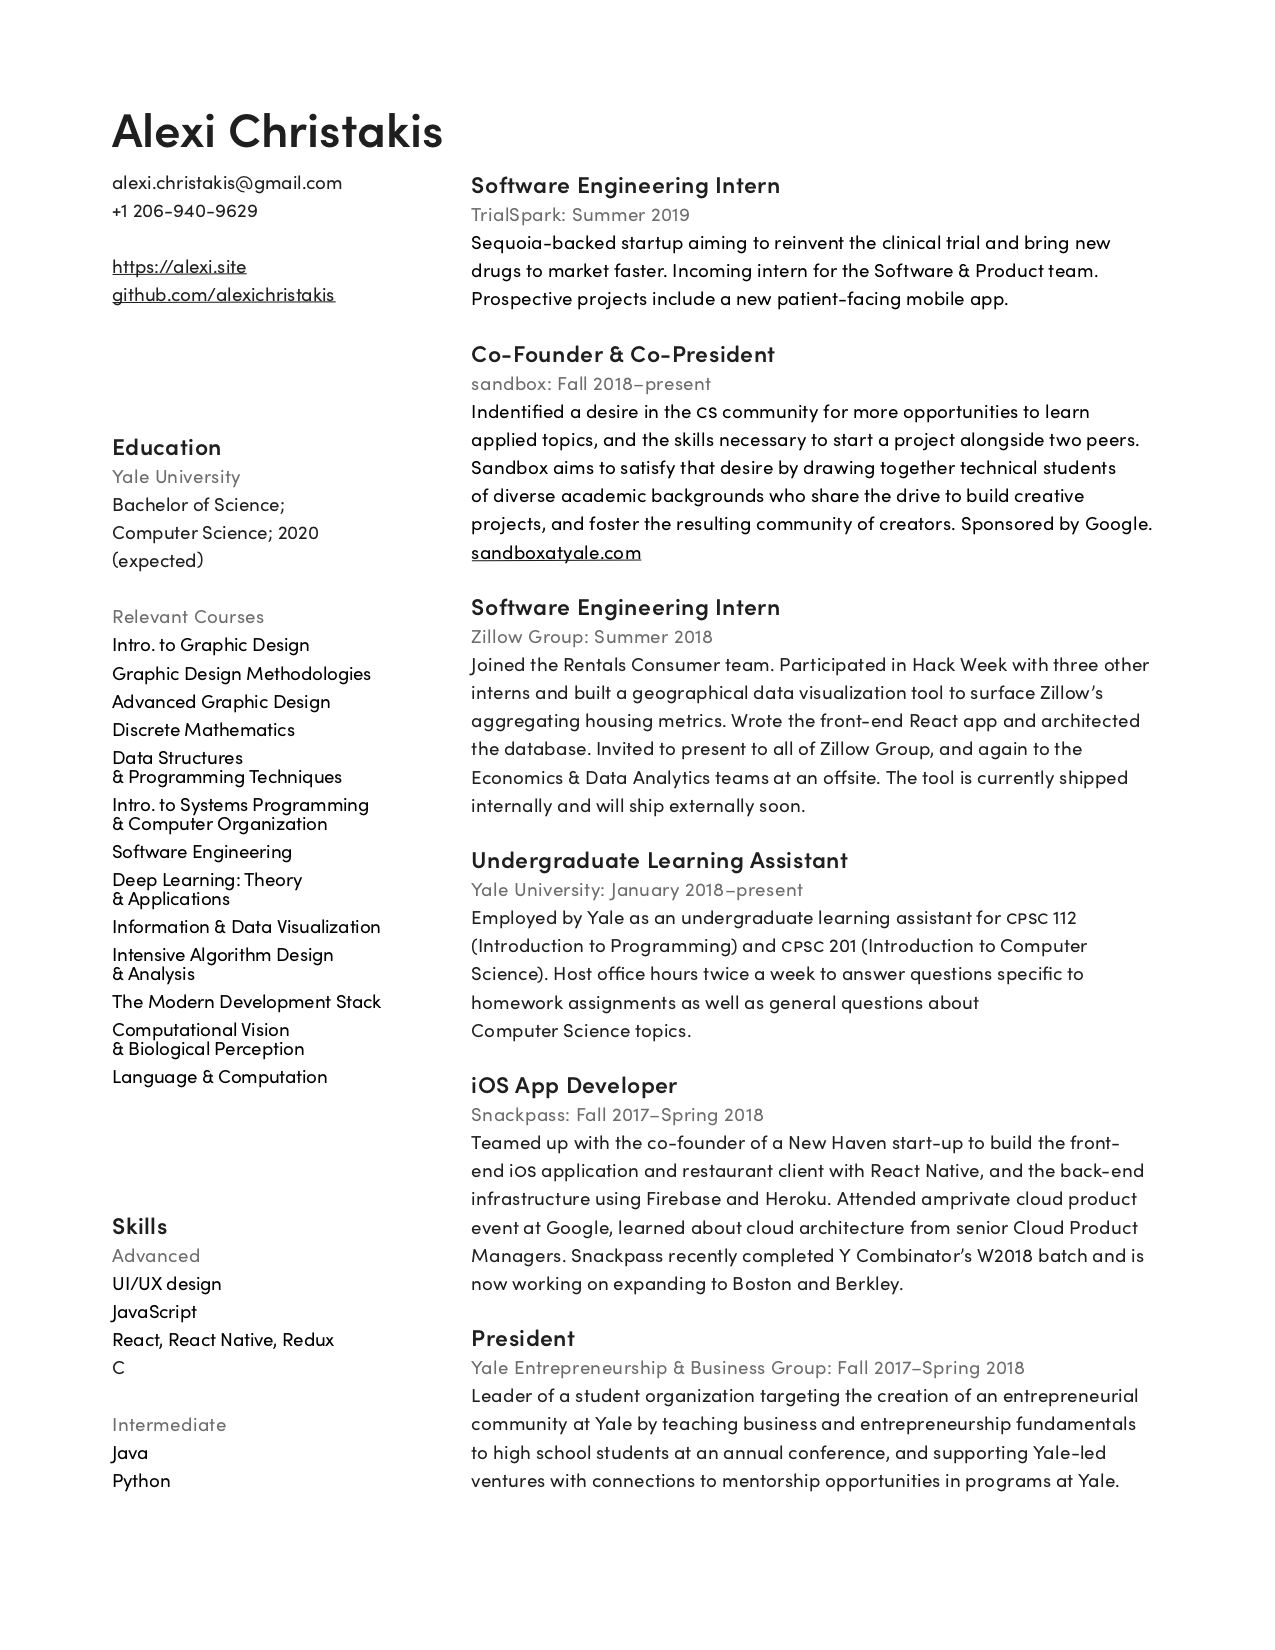 Alexi Christakis
alexi.christakis@gmail.com
+1 206-940-9629
https://alexi.site
github.com/alexichristakis
Education
Yale University
Bachelor of Science;
Computer Science; 2020
(expected)
Relevant Courses
Intro. to Graphic Design
Graphic Design Methodologies
Advanced Graphic Design
Discrete Mathematics
Data Structures
& Programming Techniques
Intro. to Systems Programming
& Computer Organization
Software Engineering
Deep Learning: Theory
& Applications
Information & Data Visualization
Intensive Algorithm Design
& Analysis
The Modern Development Stack
Computational Vision
& Biological Perception
Language & Computation
Skills
Advanced
UI/UX design
JavaScript
React, React Native, Redux
C
Intermediate
Java
Python
Software Engineering Intern
TrialSpark: Summer 2019
Sequoia-backed startup aiming to reinvent the clinical trial and bring new
drugs to market faster. Incoming intern for the Software & Product team.
Prospective projects include a new patient-facing mobile app.
Co-Founder & Co-President
sandbox: Fall 2018–present
Indentified a desire in the CS community for more opportunities to learn
applied topics, and the skills necessary to start a project alongside two peers.
Sandbox aims to satisfy that desire by drawing together technical students
of diverse academic backgrounds who share the drive to build creative
projects, and foster the resulting community of creators. Sponsored by Google.
sandboxatyale.com
Software Engineering Intern
Zillow Group: Summer 2018
Joined the Rentals Consumer team. Participated in Hack Week with three other
interns and built a geographical data visualization tool to surface Zillow’s
aggregating housing metrics. Wrote the front-end React app and architected
the database. Invited to present to all of Zillow Group, and again to the
Economics & Data Analytics teams at an offsite. The tool is currently shipped
internally and will ship externally soon.
Undergraduate Learning Assistant
Yale University: January 2018–present
Employed by Yale as an undergraduate learning assistant for CPSC 112
(Introduction to Programming) and CPSC 201 (Introduction to Computer
Science). Host office hours twice a week to answer questions specific to
homework assignments as well as general questions about
Computer Science topics.
iOS App Developer
Snackpass: Fall 2017–Spring 2018
Teamed up with the co-founder of a New Haven start-up to build the front-
end iOS application and restaurant client with React Native, and the back-end
infrastructure using Firebase and Heroku. Attended amprivate cloud product
event at Google, learned about cloud architecture from senior Cloud Product
Managers. Snackpass recently completed Y Combinator’s W2018 batch and is
now working on expanding to Boston and Berkley.
President
Yale Entrepreneurship & Business Group: Fall 2017–Spring 2018
Leader of a student organization targeting the creation of an entrepreneurial
community at Yale by teaching business and entrepreneurship fundamentals
to high school students at an annual conference, and supporting Yale-led
ventures with connections to mentorship opportunities in programs at Yale.